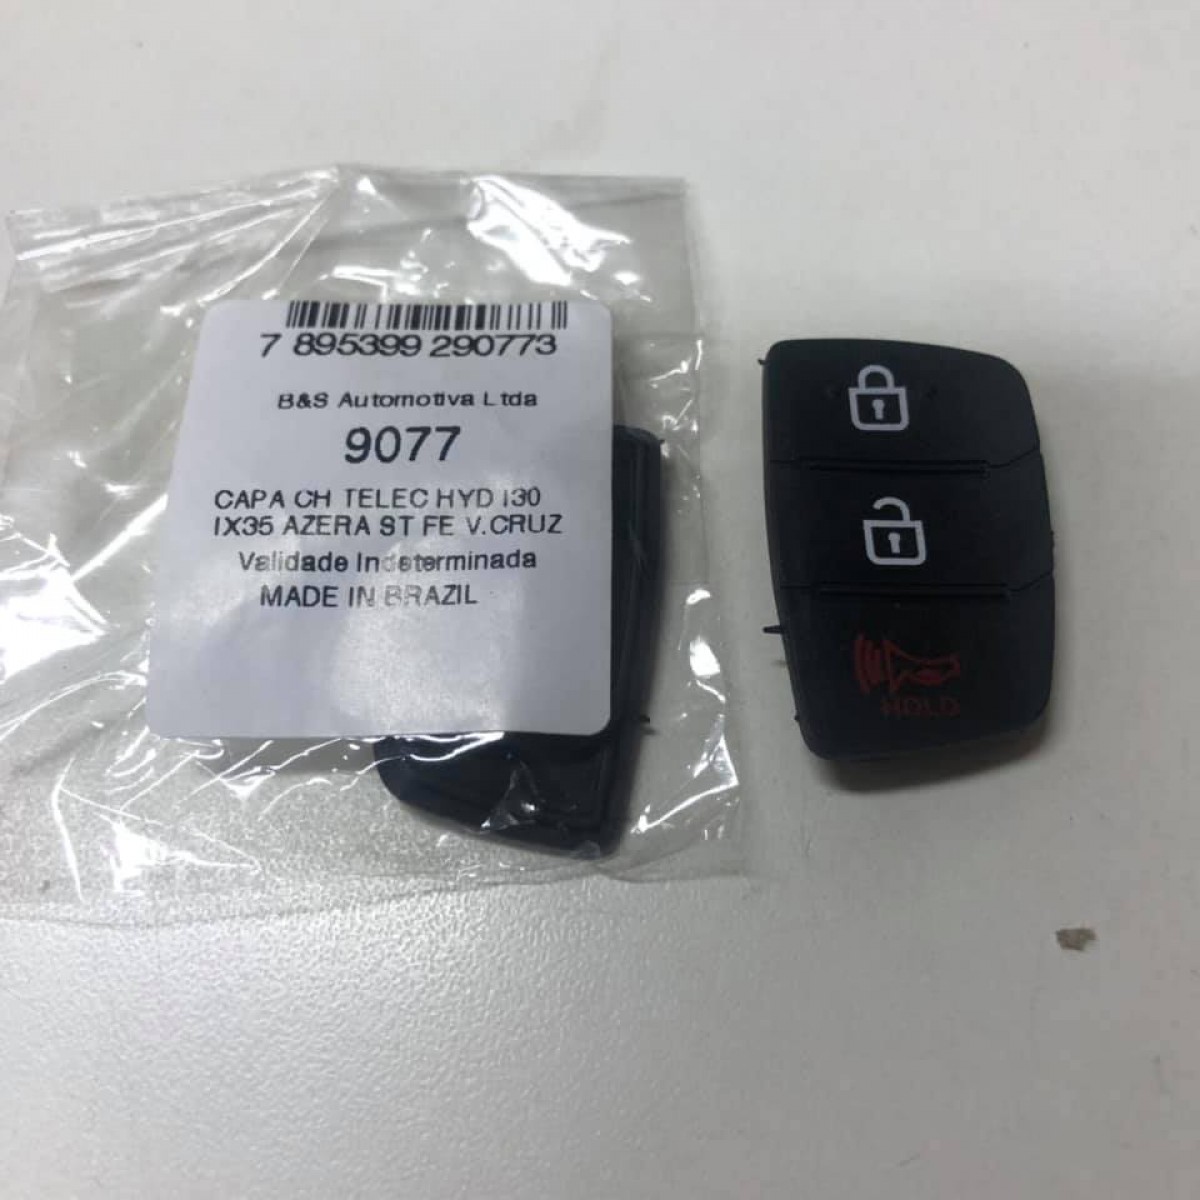 7 895399 290773
B&S Automotiva Ltda
9077
CAPA CH TELEC HYD I30
IX35 AZERA ST FE V.CRUZ
Validade Indeterminada
MADE IN BRAZIL
HOLD